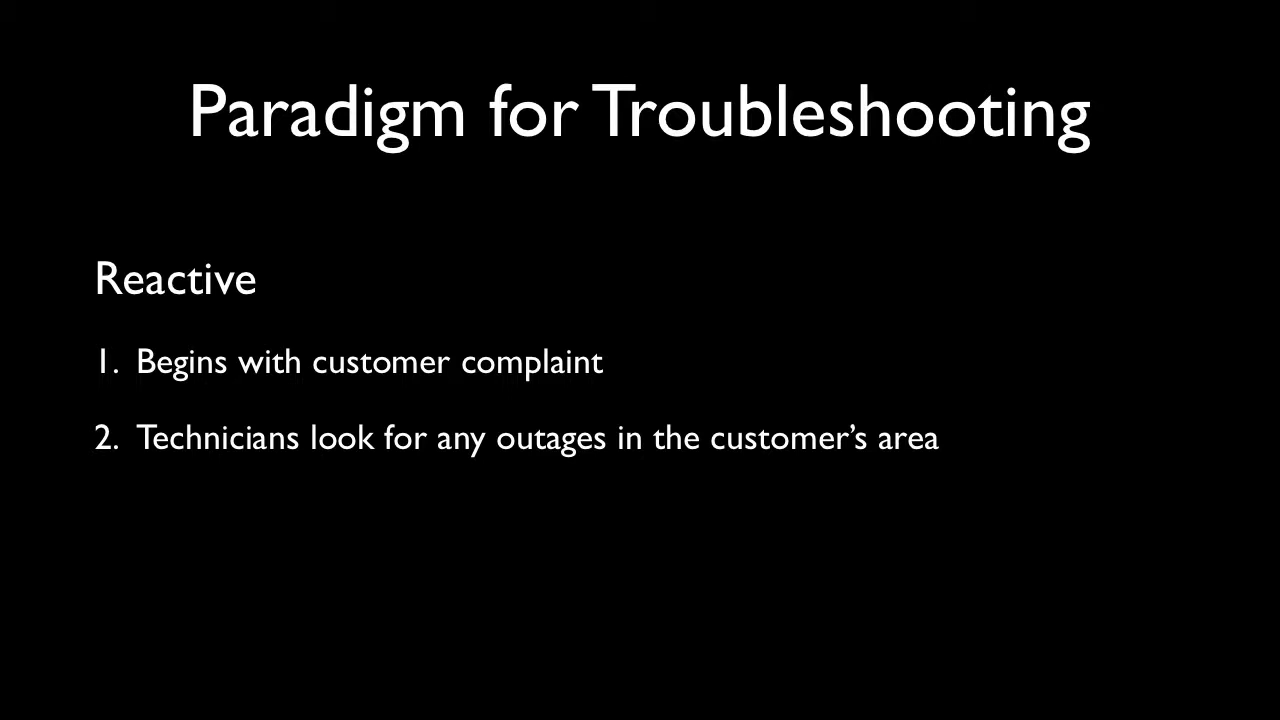 Paradigm for Troubleshooting
Reactive
1. Begins with customer complaint
2. Technicians look for any outages in the customer’s area